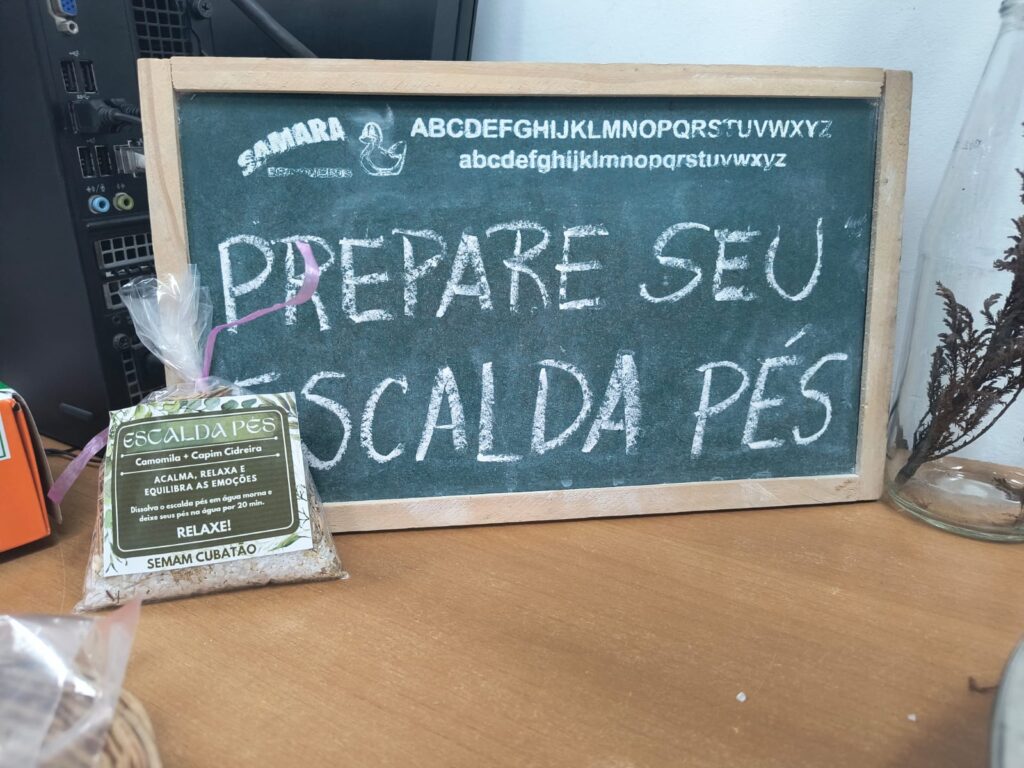 SAMARA
ABCDEFGHIJKLMNOPQRSTUVWXYZ
abcdefghijklmnopqrstuvwxyz
PREPARE SEU
ESCALDA PÉS
ESCALDA PES
Camomila + Capim Cidreira
ACALMA, RELAXA E
EQUILIBRA AS EMOÇÕES
Dissolva o escalda pés em água morna e
deixe seus pés na água por 20 min.
RELAXE!
SEMAM CUBATÃO